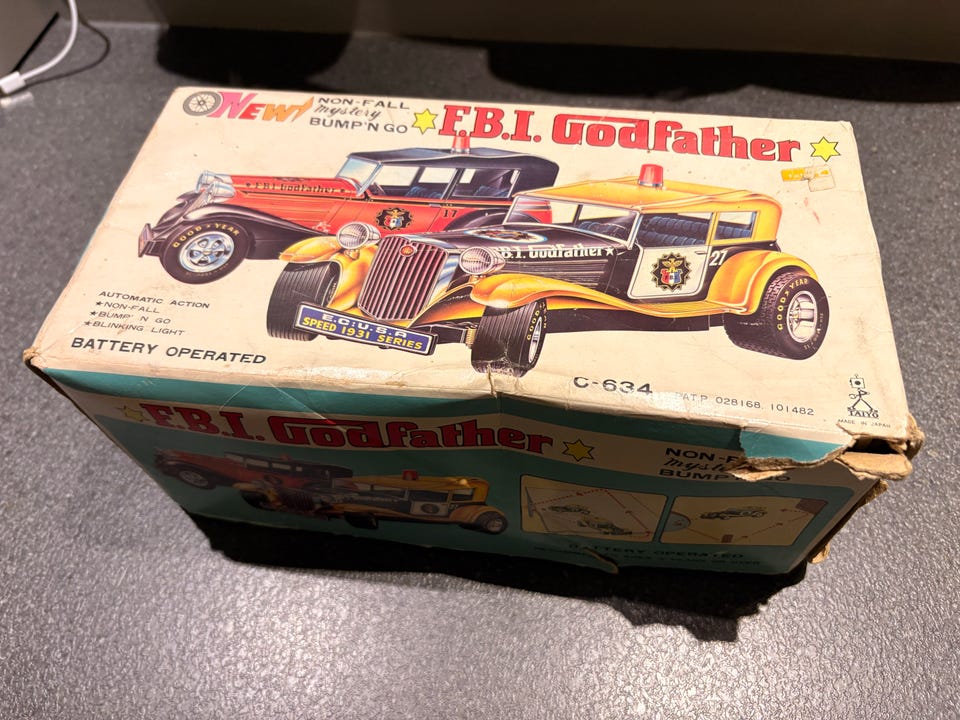 NEW!
NON-FALL
mystery
BUMP'N GO
F.B.I. Godfather
F.B.I. Godfather
17
GOOD YEAR
F.B.I. Godfather
27
GOOD YEAR
E.C:U.S.A
SPEED 1931 SERIES
AUTOMATIC ACTION
NON-FALL
BUMP 'N GO
BLINKING LIGHT
BATTERY OPERATED
C-634
PAT.P. 028168. 101482
TAIYO
MADE IN JAPAN
F.B.I. Godfather
27
BATTERY OPERATED